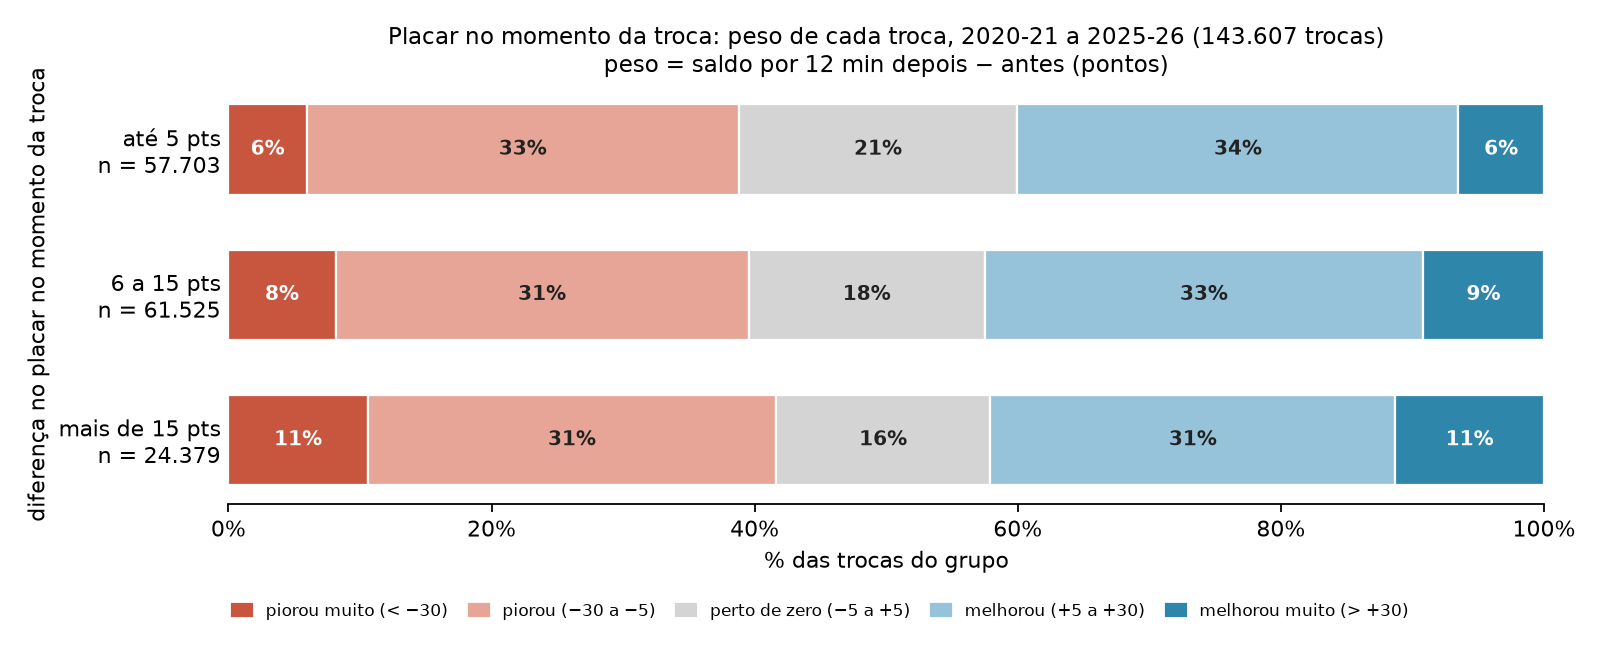 Placar no momento da troca: peso de cada troca, 2020-21 a 2025-26 (143.607 trocas)
peso = saldo por 12 min depois − antes (pontos)
diferença no placar no momento da troca
até 5 pts
n = 57.703
6% 33% 21% 34% 6%
6 a 15 pts
n = 61.525
8% 31% 18% 33% 9%
mais de 15 pts
n = 24.379
11% 31% 16% 31% 11%
0% 20% 40% 60% 80% 100%
% das trocas do grupo
piorou muito (< −30) piorou (−30 a −5) perto de zero (−5 a +5) melhorou (+5 a +30) melhorou muito (> +30)